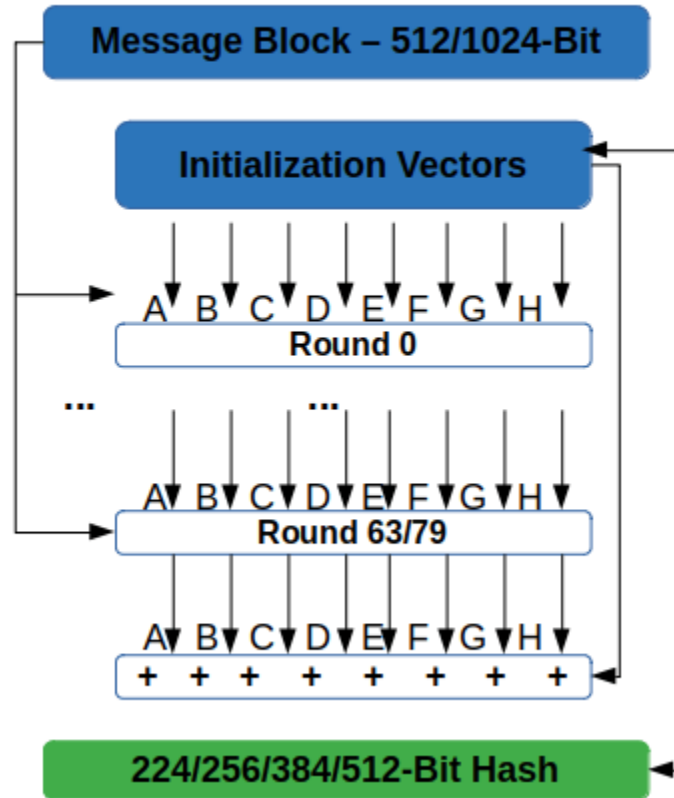 Message Block – 512/1024-Bit
Initialization Vectors
A B C D E F G H
Round 0
... ...
A B C D E F G H
Round 63/79
A B C D E F G H
+ + + + + + + +
224/256/384/512-Bit Hash